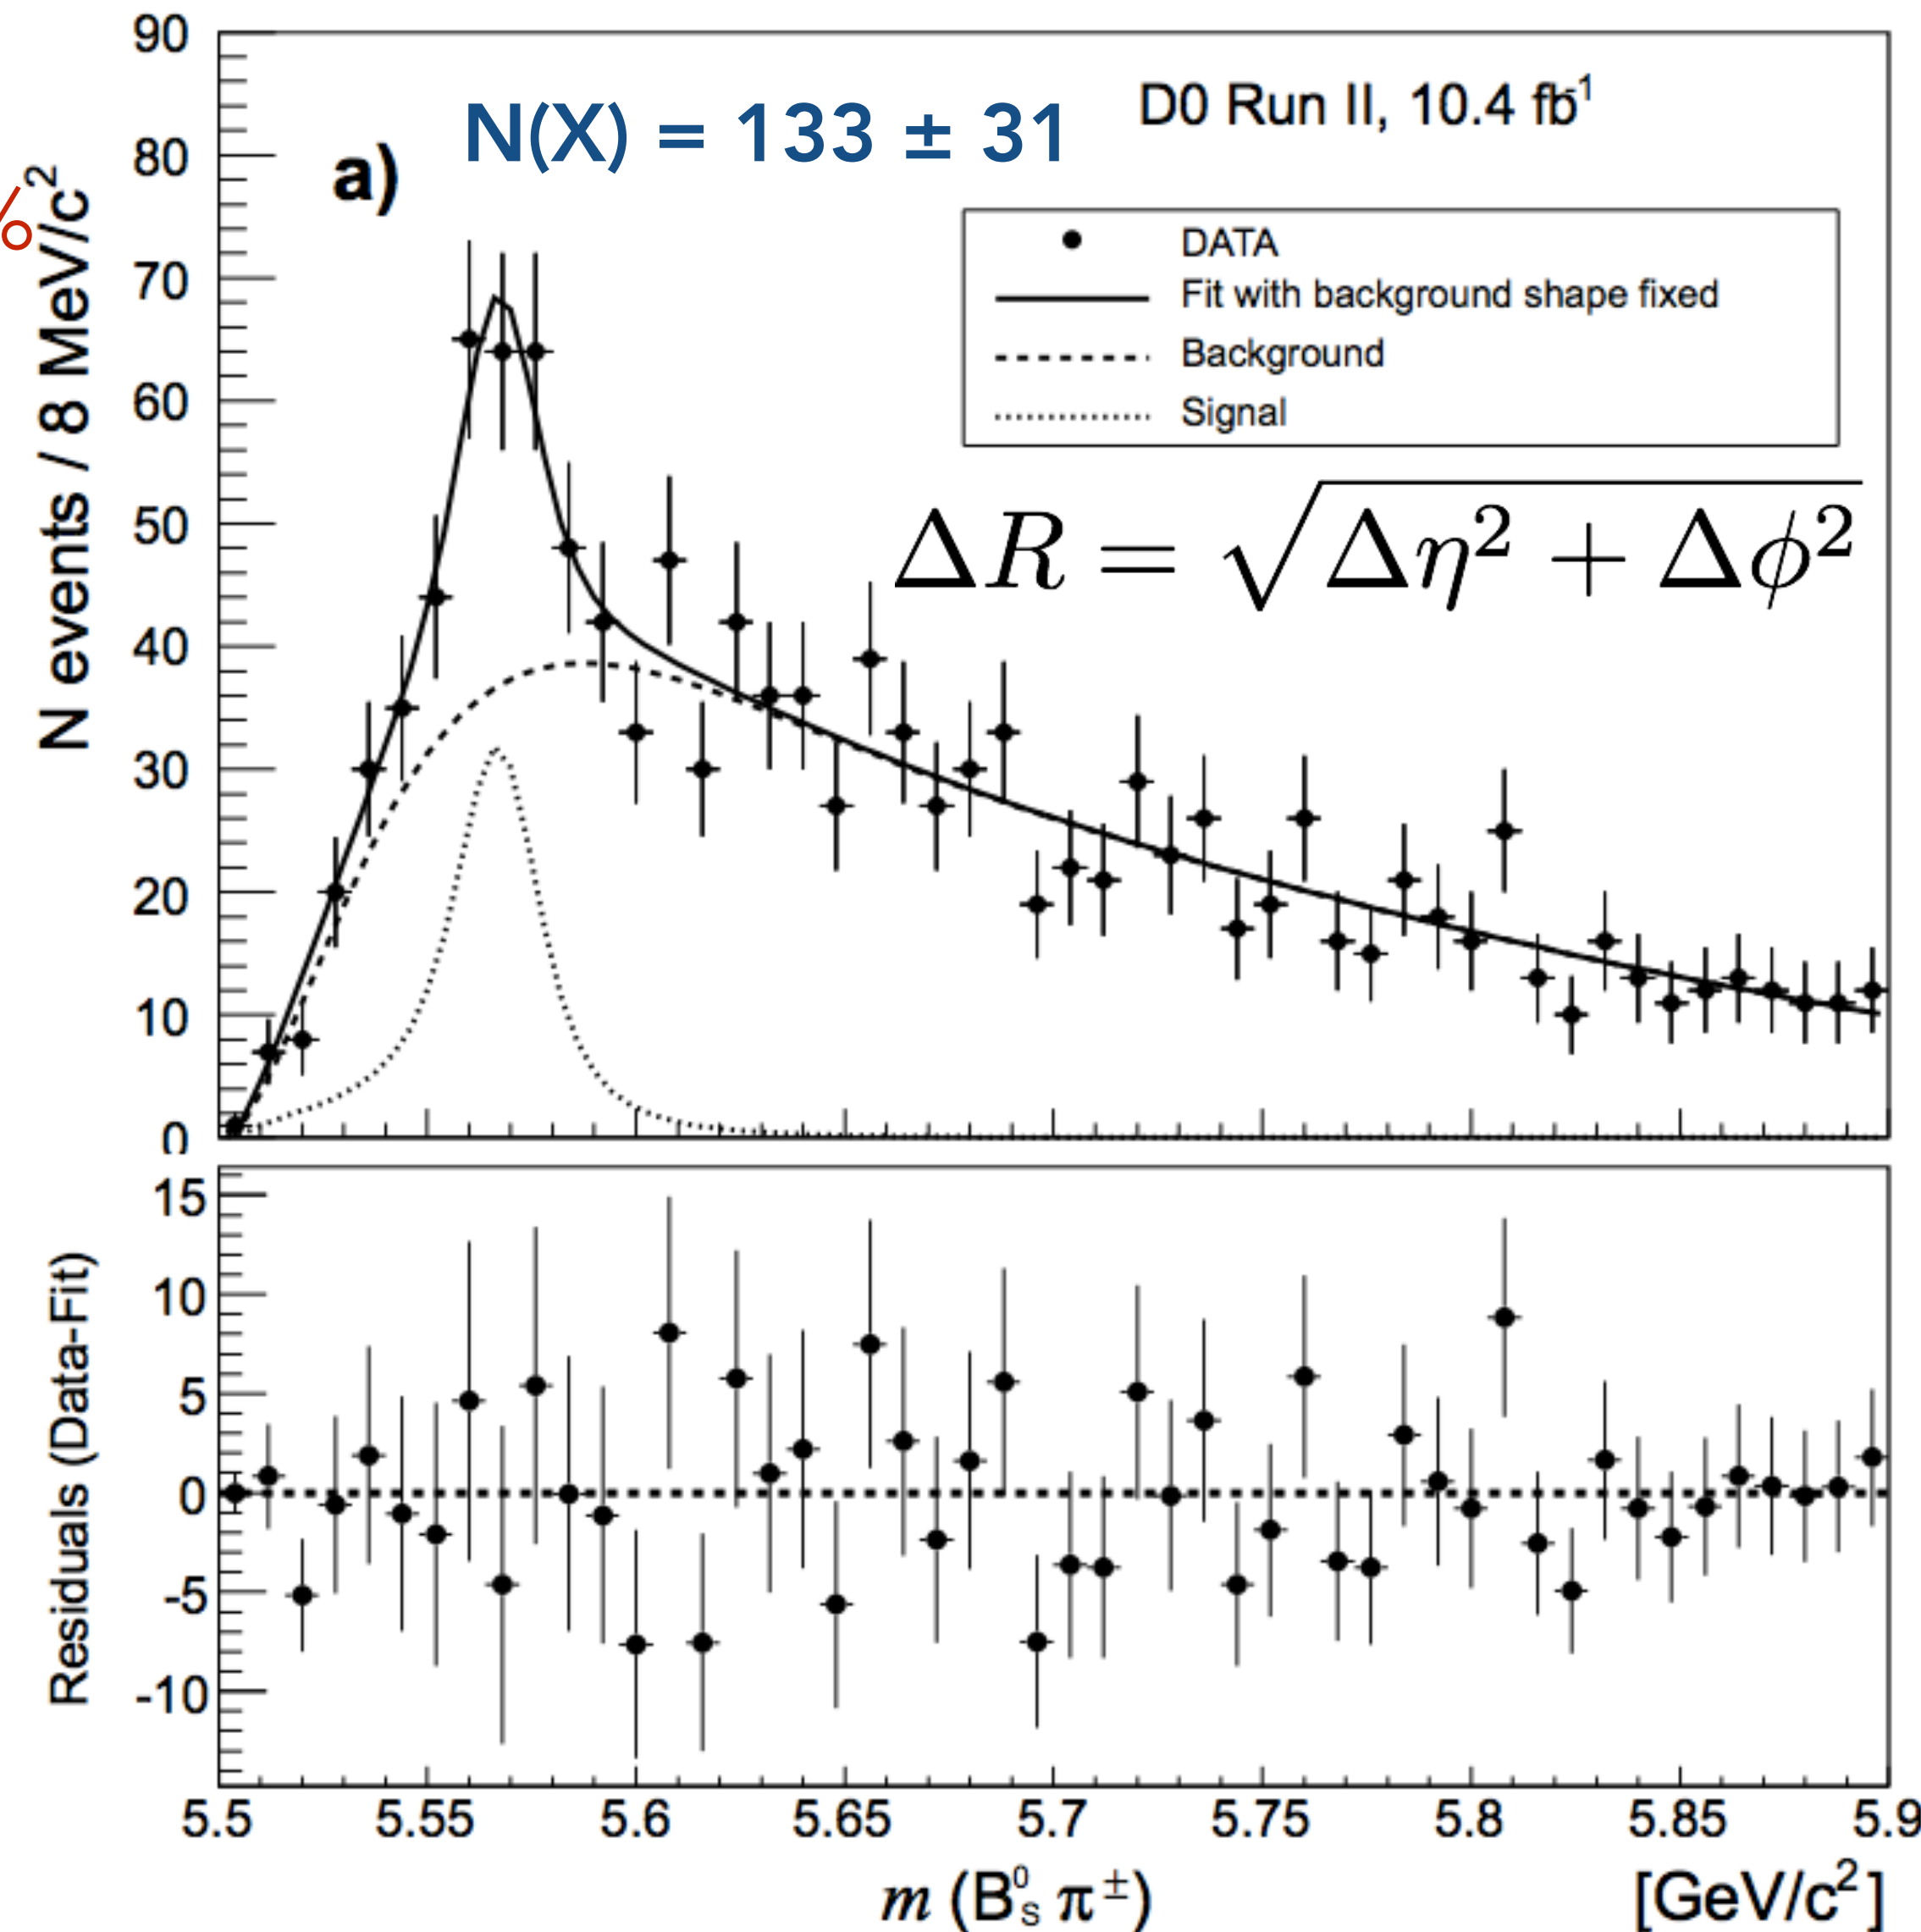 90
80
70
60
50
40
30
20
10
0
N events / 8 MeV/c²
%
a)
N(X) = 133 ± 31
D0 Run II, 10.4 fb⁻¹
DATA
Fit with background shape fixed
Background
Signal
ΔR = √Δη² + Δϕ²
15
10
5
0
-5
-10
Residuals (Data-Fit)
5.5 5.55 5.6 5.65 5.7 5.75 5.8 5.85 5.9
m (B⁰ₛ π±) [GeV/c²]